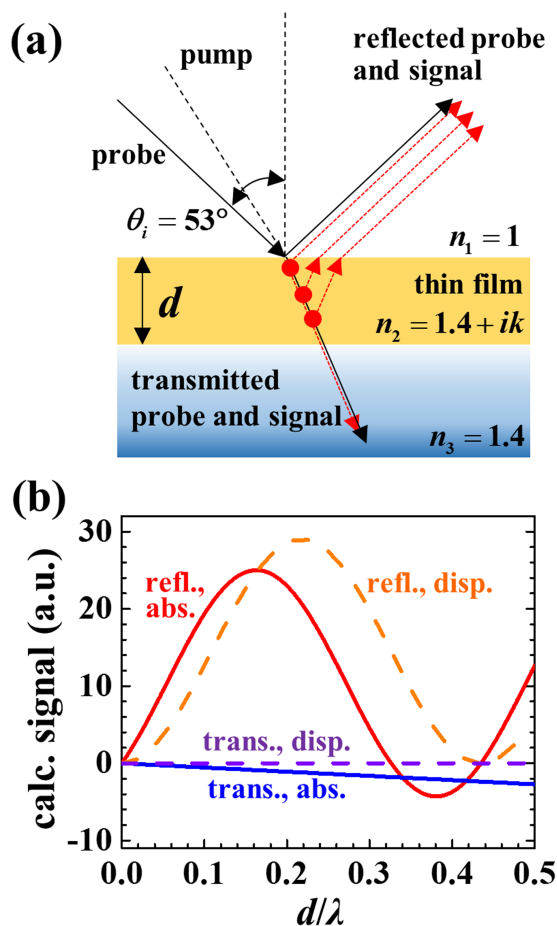 (a)
pump
reflected probe
and signal
probe
θi = 53°
n1 = 1
d
thin film
n2 = 1.4 + ik
transmitted
probe and signal
n3 = 1.4
(b)
30
20
10
0
-10
calc. signal (a.u.)
refl.,
abs.
refl., disp.
trans., disp.
trans., abs.
0.0 0.1 0.2 0.3 0.4 0.5
d/λ